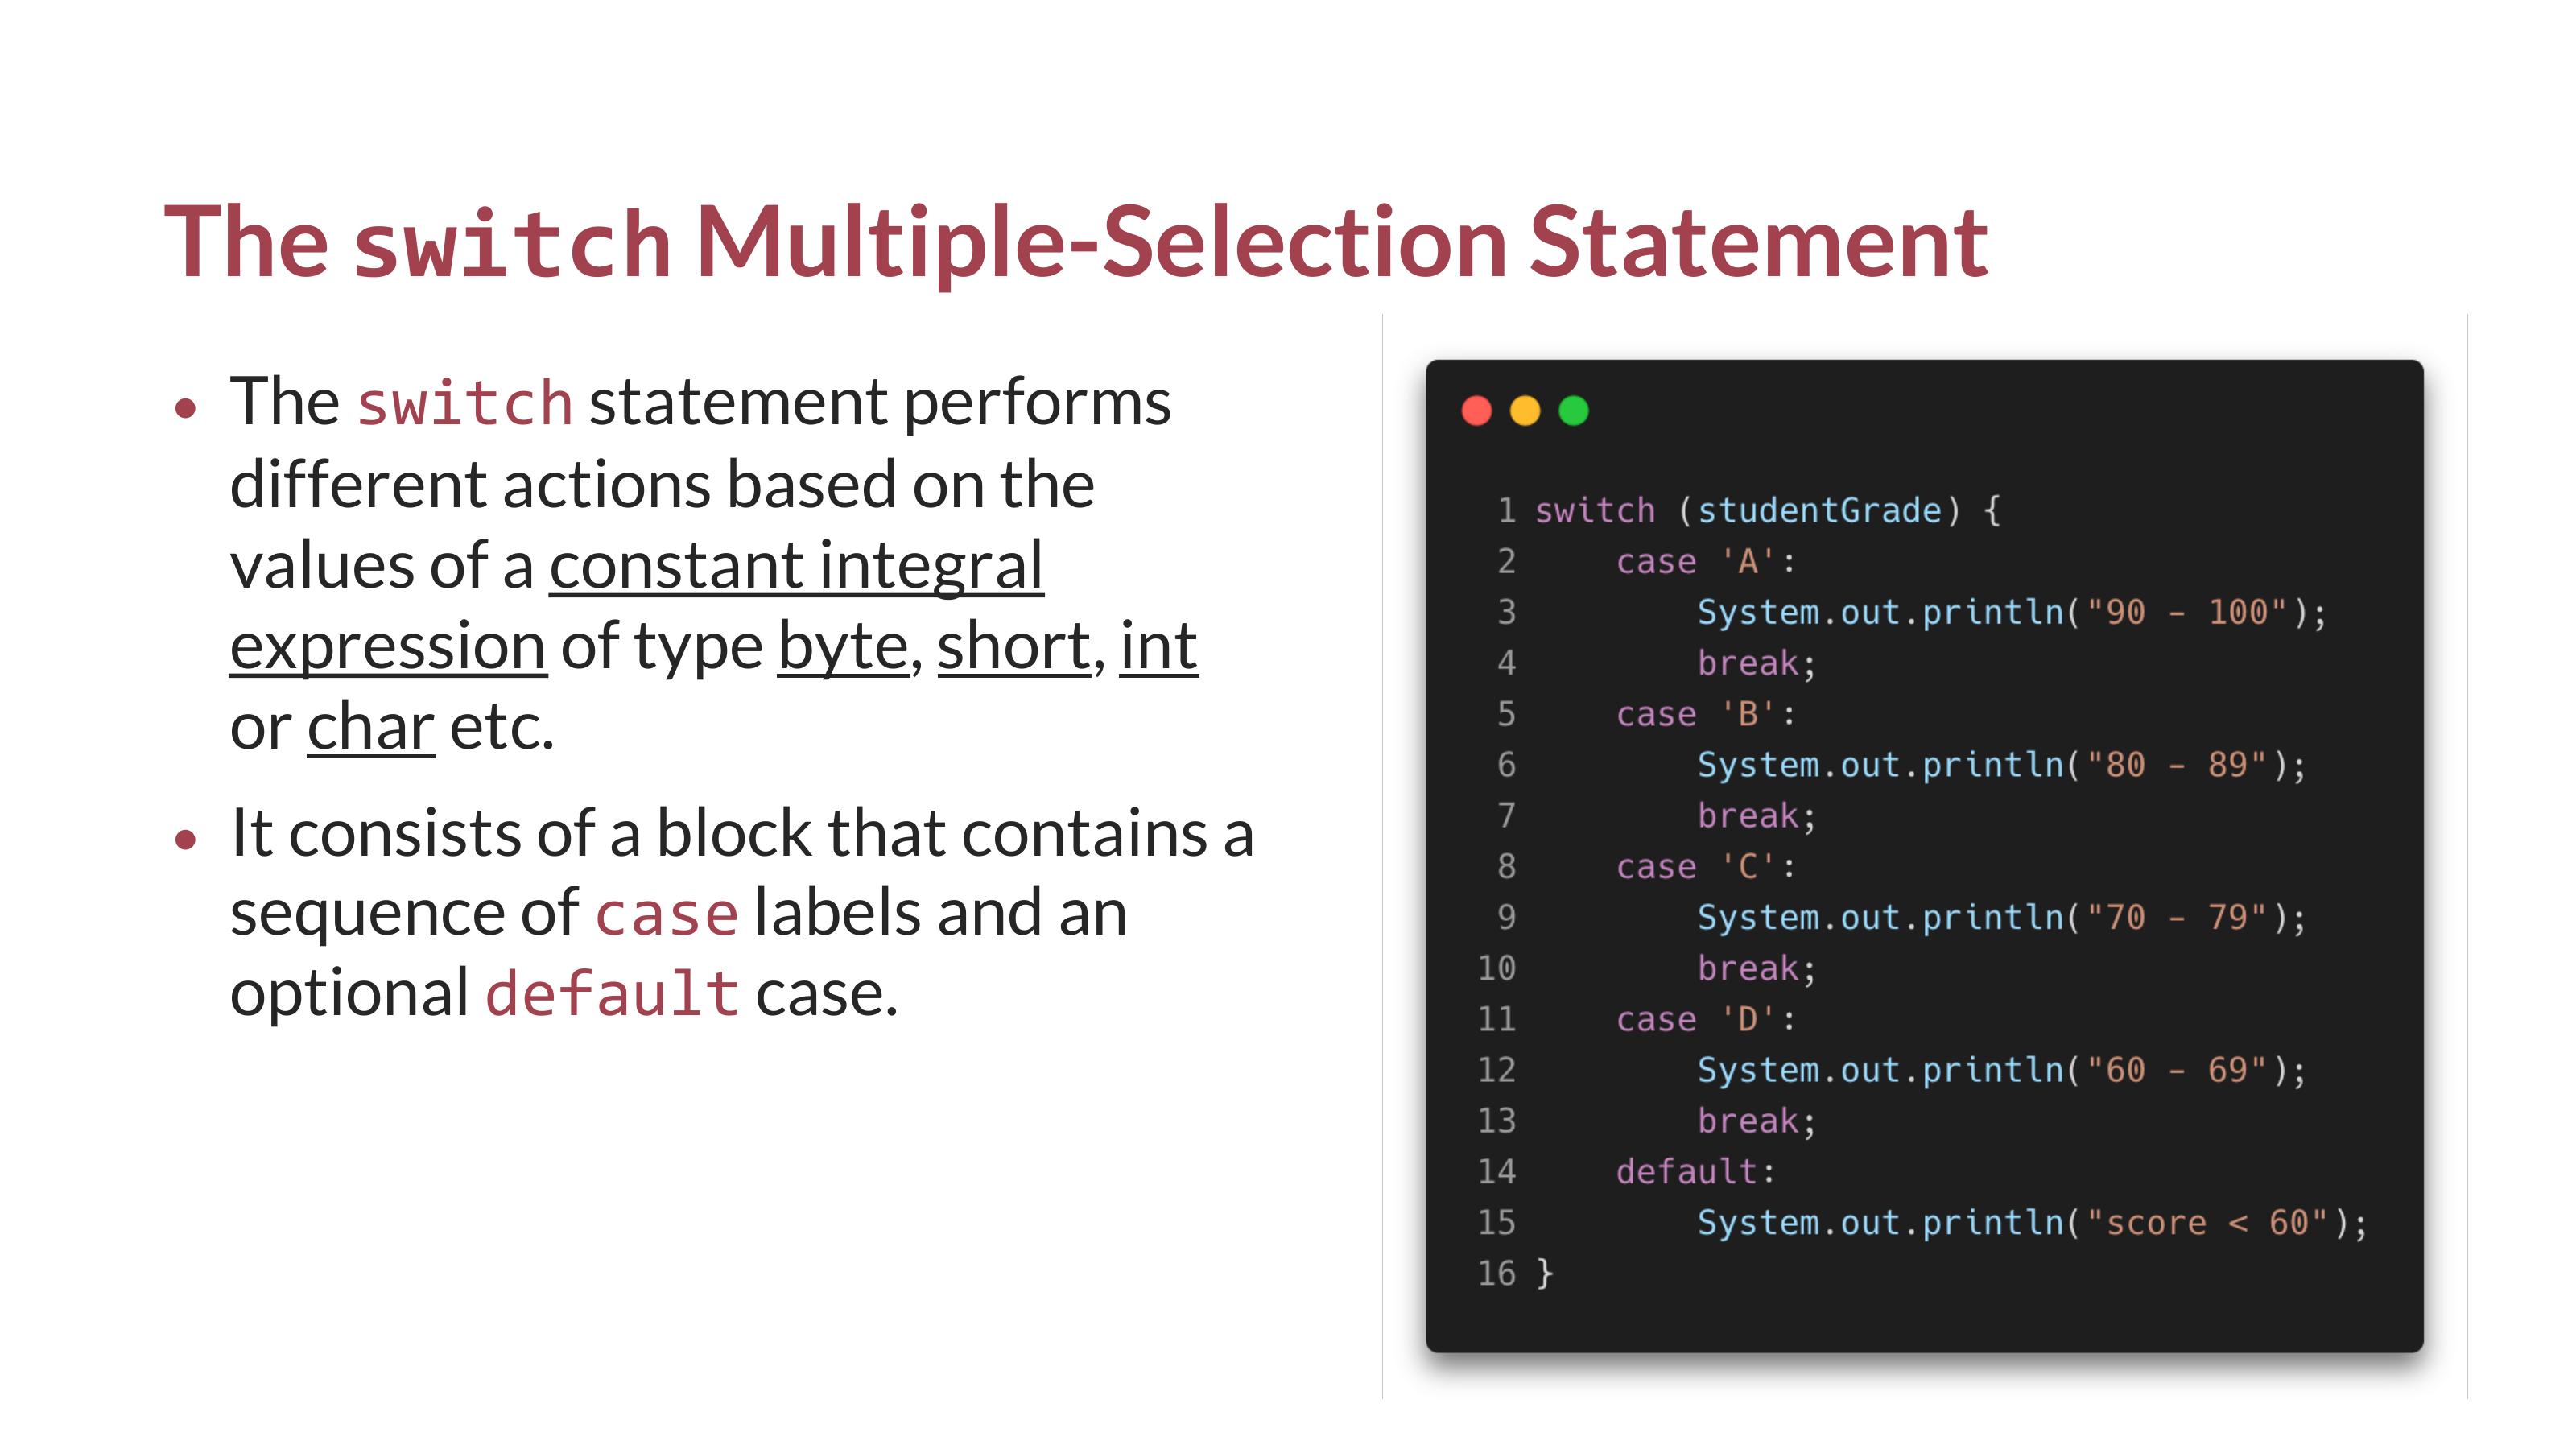 The switch Multiple-Selection Statement
• The switch statement performs
different actions based on the
values of a constant integral
expression of type byte, short, int
or char etc.
• It consists of a block that contains a
sequence of case labels and an
optional default case.
1 switch (studentGrade) {
2     case 'A':
3         System.out.println("90 - 100");
4         break;
5     case 'B':
6         System.out.println("80 - 89");
7         break;
8     case 'C':
9         System.out.println("70 - 79");
10         break;
11     case 'D':
12         System.out.println("60 - 69");
13         break;
14     default:
15         System.out.println("score < 60");
16 }